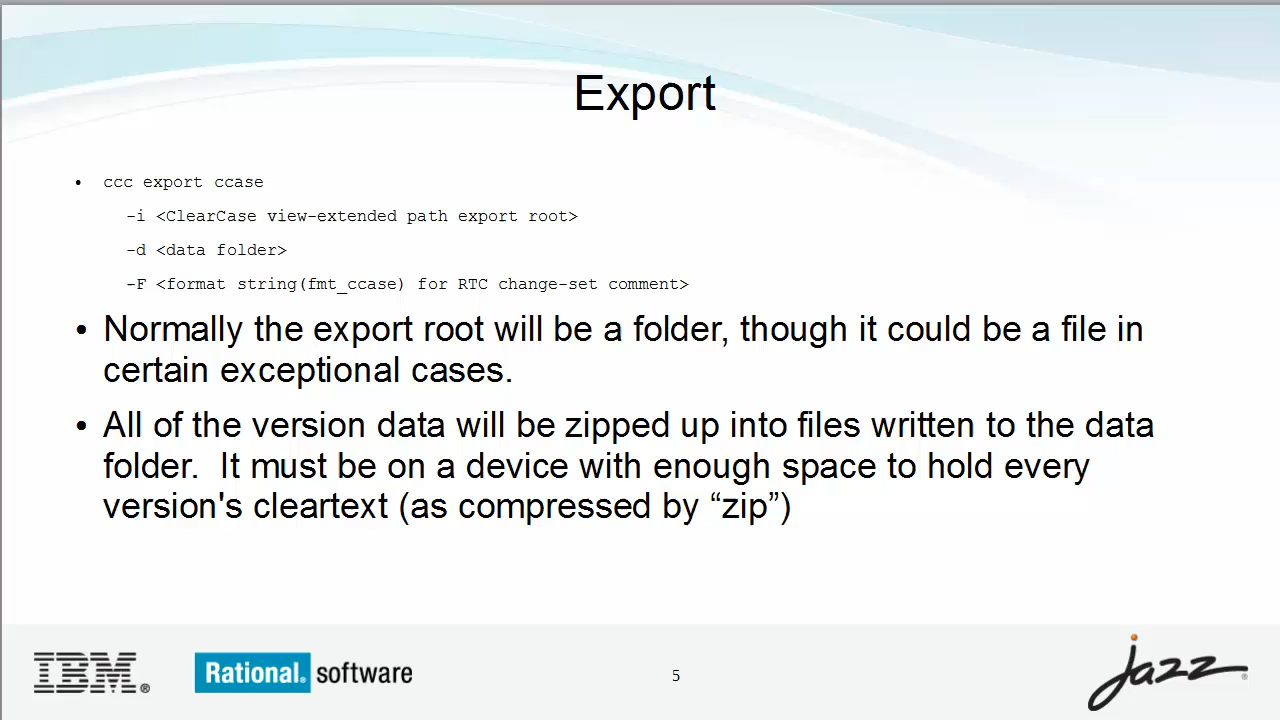 Export
• ccc export ccase
-i <ClearCase view-extended path export root>
-d <data folder>
-F <format string(fmt_ccase) for RTC change-set comment>
• Normally the export root will be a folder, though it could be a file in
certain exceptional cases.
• All of the version data will be zipped up into files written to the data
folder.  It must be on a device with enough space to hold every
version's cleartext (as compressed by “zip”)
IBM®
Rational® software
5
jazz®